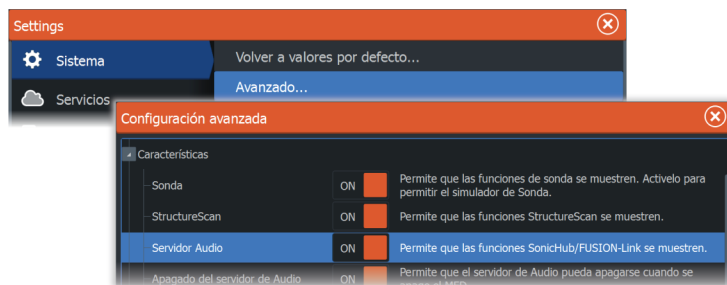 Settings
Sistema
Volver a valores por defecto...
Avanzado...
Servicios
Configuración avanzada
Características
Sonda
ON
Permite que las funciones de sonda se muestren. Activelo para
permitir el simulador de Sonda.
StructureScan
ON
Permite que las funciones StructureScan se muestren.
Servidor Audio
ON
Permite que las funciones SonicHub/FUSION-Link se muestren.
Apagado del servidor de Audio
ON
Permite que el servidor de Audio pueda apagarse cuando se